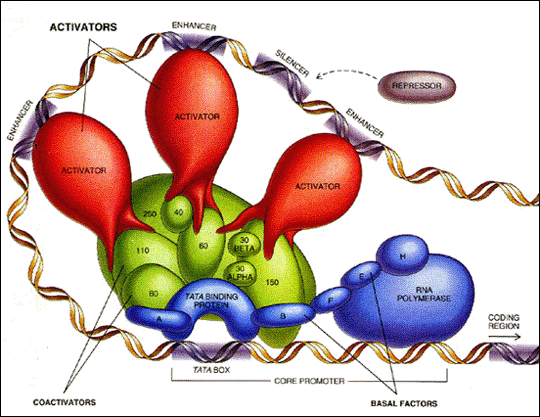 ACTIVATORS
ENHANCER
SILENCER
REPRESSOR
ENHANCER
ENHANCER
ACTIVATOR
ACTIVATOR
ACTIVATOR
250
40
110
60
30
BETA
30
ALPHA
150
80
TATA BINDING
PROTEIN
A
B
F
E
H
RNA
POLYMERASE
CODING
REGION
TATA BOX
CORE PROMOTER
COACTIVATORS
BASAL FACTORS